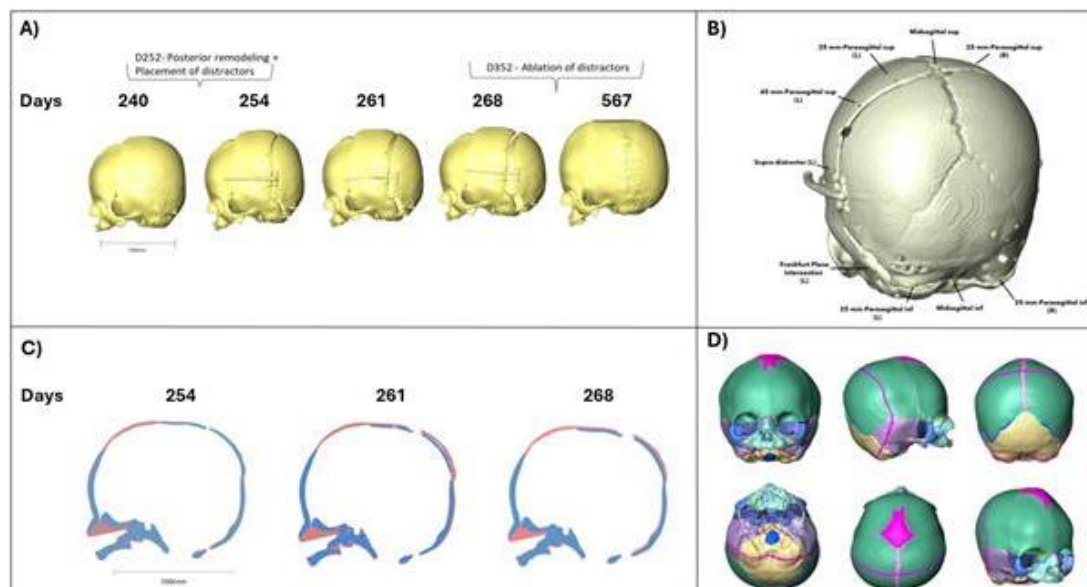 A)
D252- Posterior remodeling +
Placement of distractors
D352 - Ablation of distractors
Days
240
254
261
268
567
100mm
B)
Midsagittal sup
25 mm-Parasagittal sup
(L)
25 mm-Parasagittal sup
(R)
45 mm-Parasagittal sup
(L)
Supra distractor (L)
Frankfurt Plane
Intersection
(L)
25 mm-Parasagittal inf
(L)
Midsagittal inf
25 mm-Parasagittal inf
(R)
C)
Days
254
261
268
D)